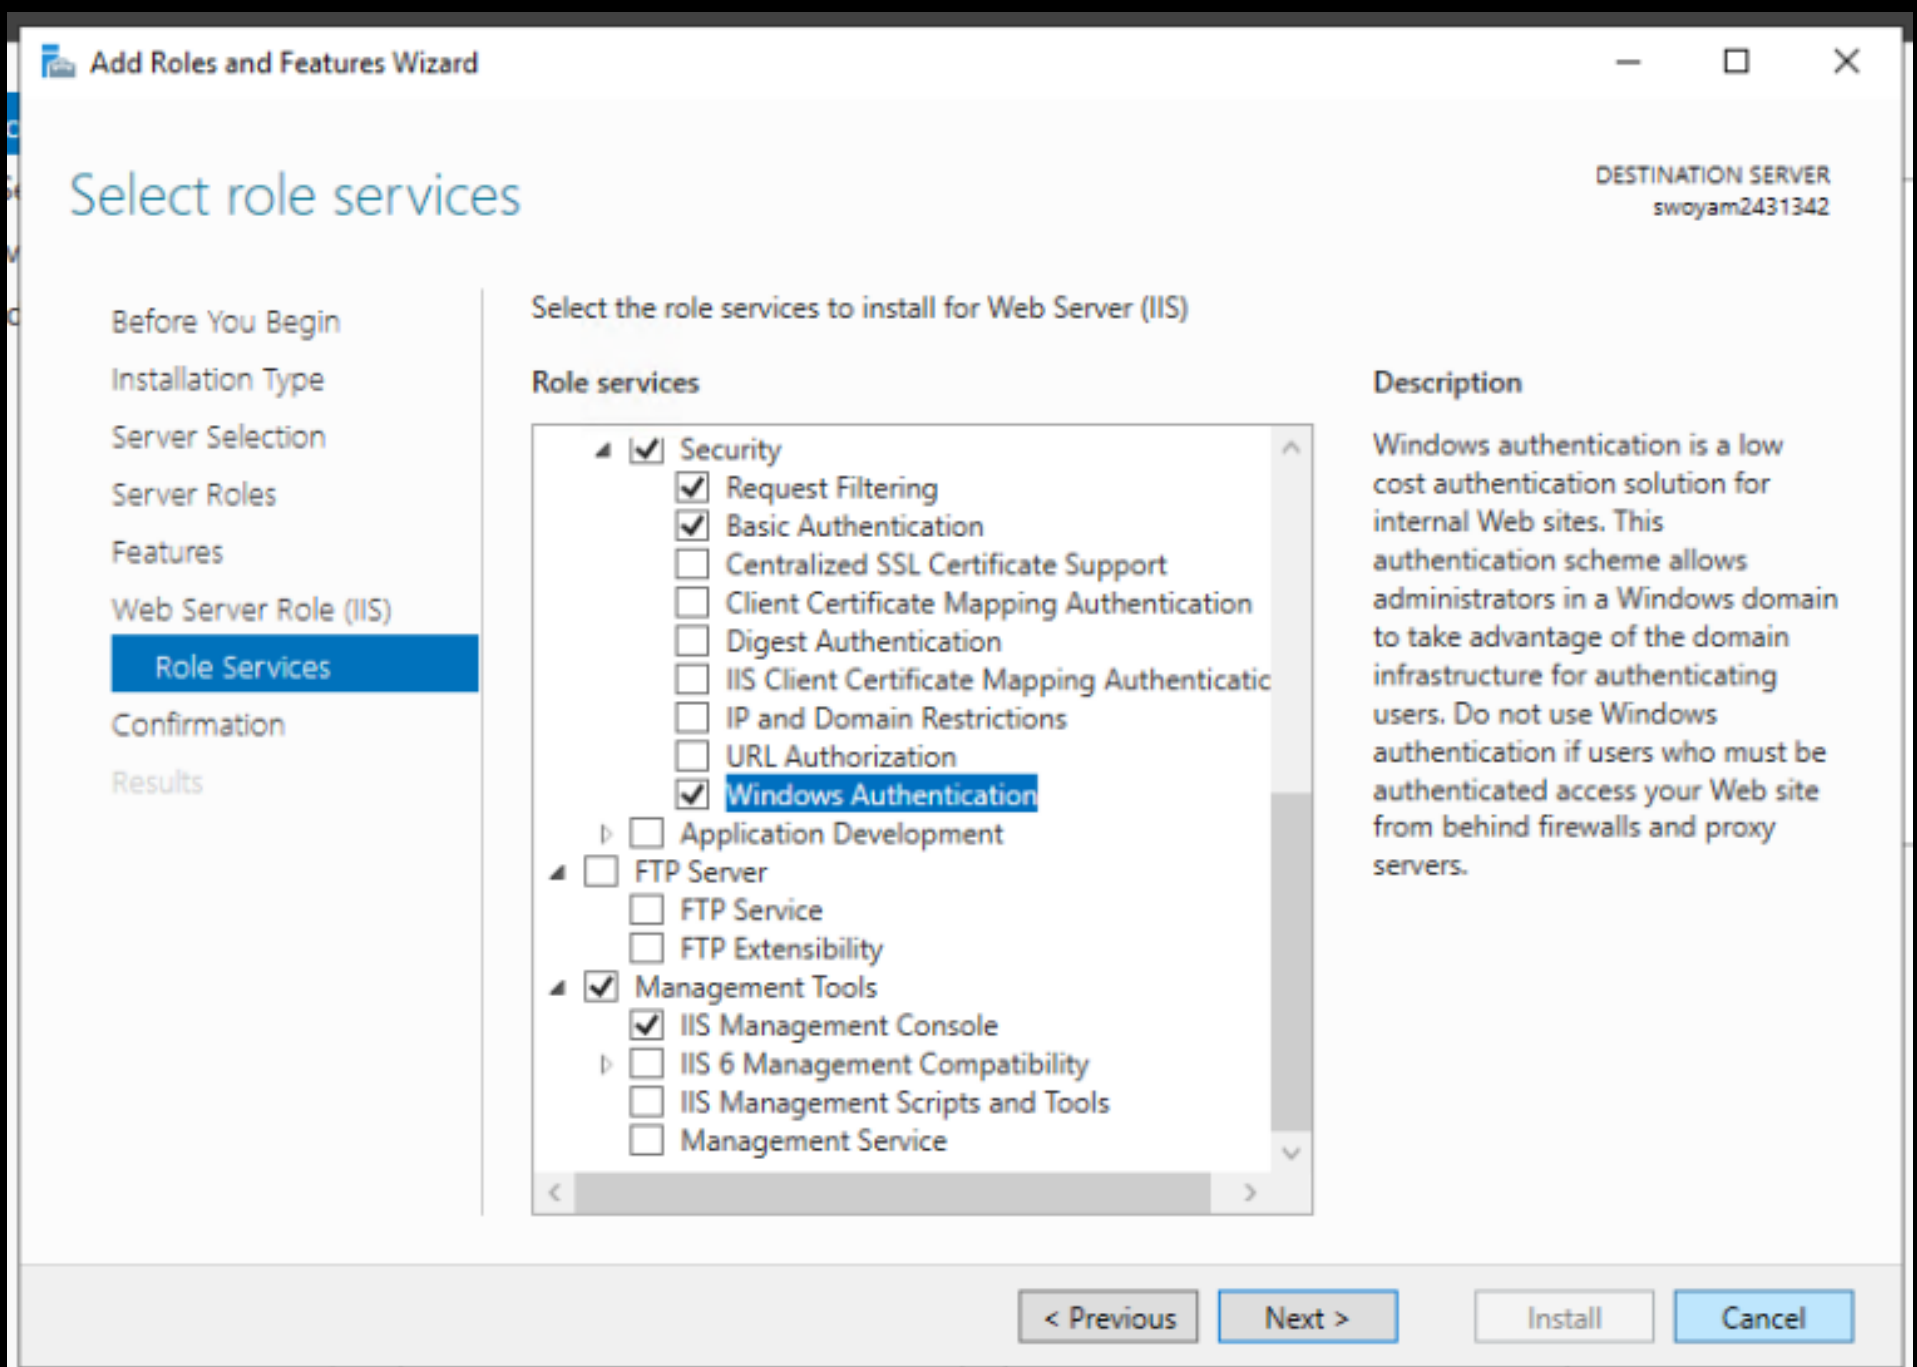 Add Roles and Features Wizard
Select role services
DESTINATION SERVER
swoyam2431342
Before You Begin
Installation Type
Server Selection
Server Roles
Features
Web Server Role (IIS)
Role Services
Confirmation
Results
Select the role services to install for Web Server (IIS)
Role services
Security
Request Filtering
Basic Authentication
Centralized SSL Certificate Support
Client Certificate Mapping Authentication
Digest Authentication
IIS Client Certificate Mapping Authenticatic
IP and Domain Restrictions
URL Authorization
Windows Authentication
Application Development
FTP Server
FTP Service
FTP Extensibility
Management Tools
IIS Management Console
IIS 6 Management Compatibility
IIS Management Scripts and Tools
Management Service
Description
Windows authentication is a low
cost authentication solution for
internal Web sites. This
authentication scheme allows
administrators in a Windows domain
to take advantage of the domain
infrastructure for authenticating
users. Do not use Windows
authentication if users who must be
authenticated access your Web site
from behind firewalls and proxy
servers.
< Previous
Next >
Install
Cancel